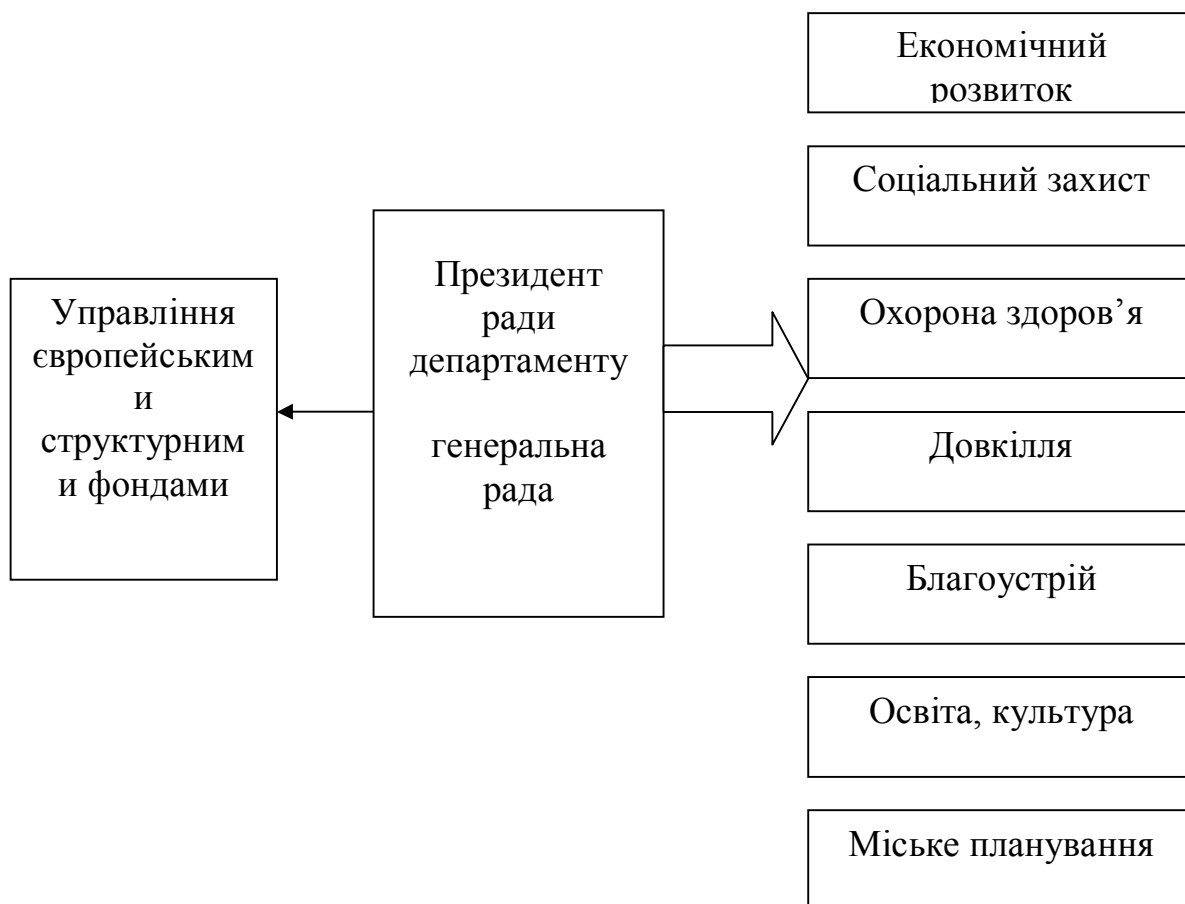 Економічний
розвиток
Соціальний захист
Президент
ради
департаменту
генеральна
рада
Управління
європейським
и
структурним
и фондами
Охорона здоров’я
Довкілля
Благоустрій
Освіта, культура
Міське планування